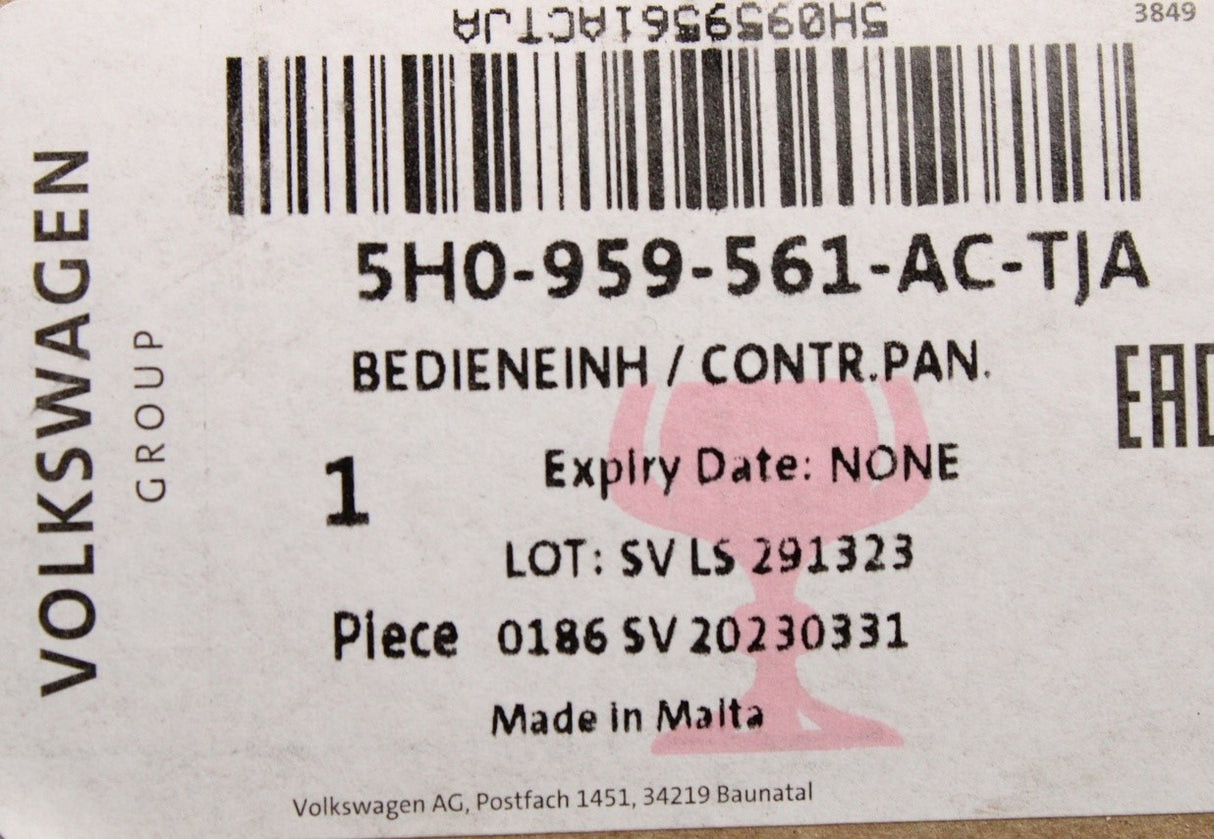 5H0959561ACTJA
3849
VOLKSWAGEN
GROUP
5H0-959-561-AC-TJA
BEDIENEINH / CONTR.PAN.
EAC
1
Expiry Date: NONE
LOT: SV LS 291323
Piece 0186 SV 20230331
Made in Malta
Volkswagen AG, Postfach 1451, 34219 Baunatal